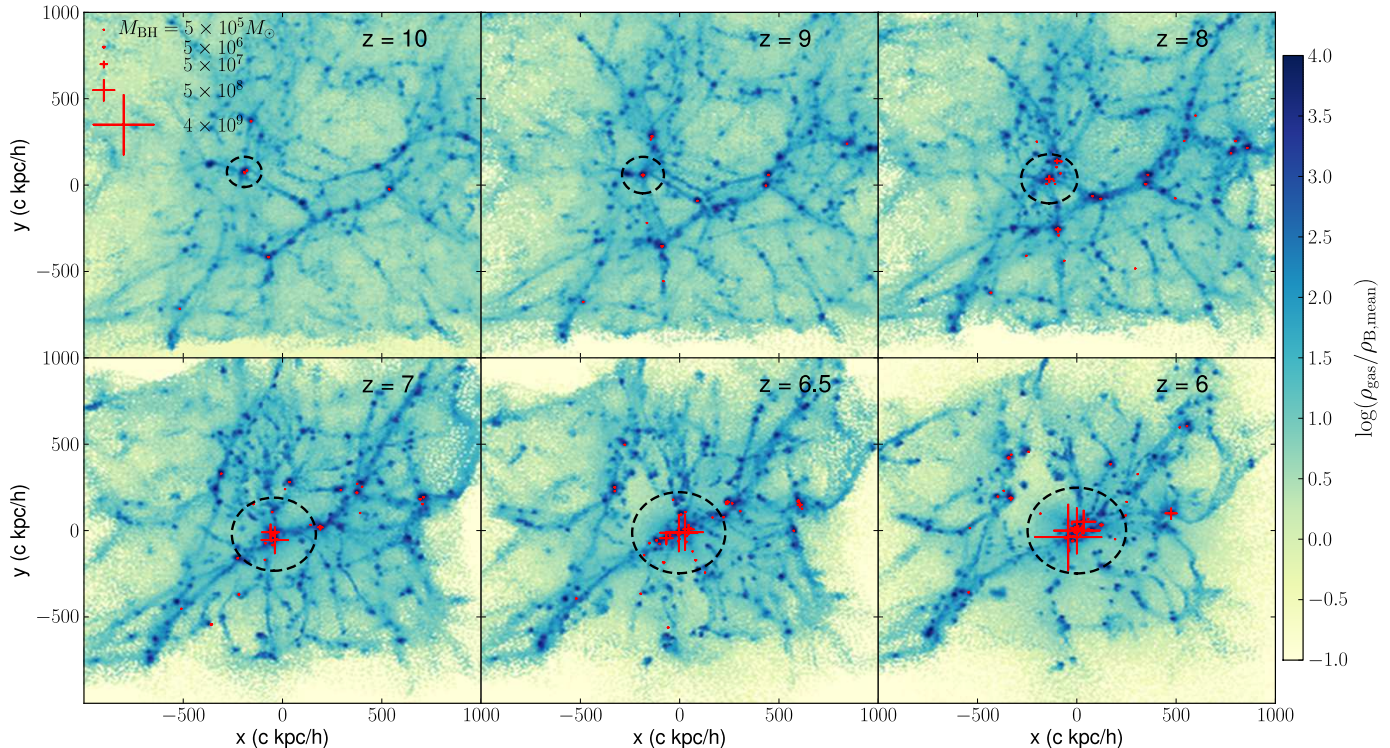 1000
500
0
−500
y (c kpc/h)
M_BH = 5 × 10^5 M_⊙
5 × 10^6
5 × 10^7
5 × 10^8
4 × 10^9
z = 10
z = 9
z = 8
4.0
3.5
3.0
2.5
2.0
1.5
1.0
0.5
0.0
−0.5
−1.0
log(ρ_gas/ρ_B,mean)
1000
500
0
−500
y (c kpc/h)
z = 7
z = 6.5
z = 6
−500 0 500 1000
−500 0 500 1000
−500 0 500 1000
x (c kpc/h)
x (c kpc/h)
x (c kpc/h)